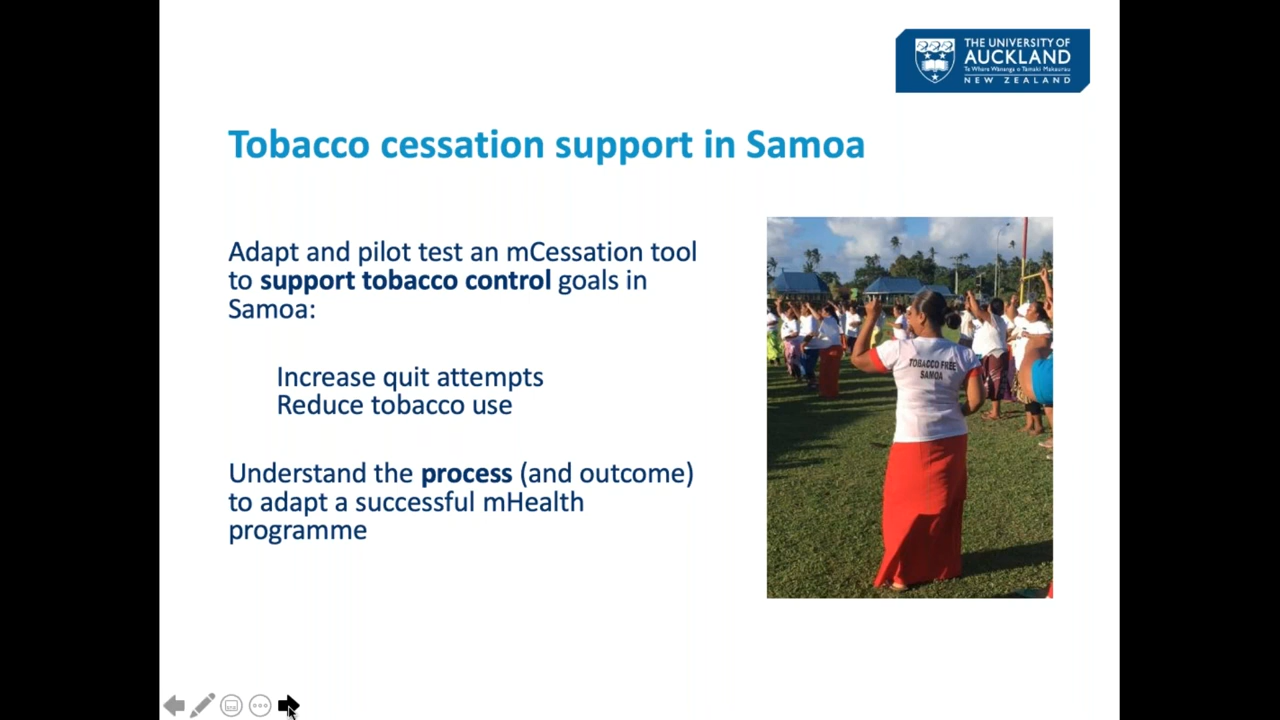 THE UNIVERSITY OF
AUCKLAND
Te Whare Wānanga o Tāmaki Makaurau
NEW ZEALAND
Tobacco cessation support in Samoa
Adapt and pilot test an mCessation tool
to support tobacco control goals in
Samoa:
Increase quit attempts
Reduce tobacco use
Understand the process (and outcome)
to adapt a successful mHealth
programme
TOBACCO FREE
SAMOA